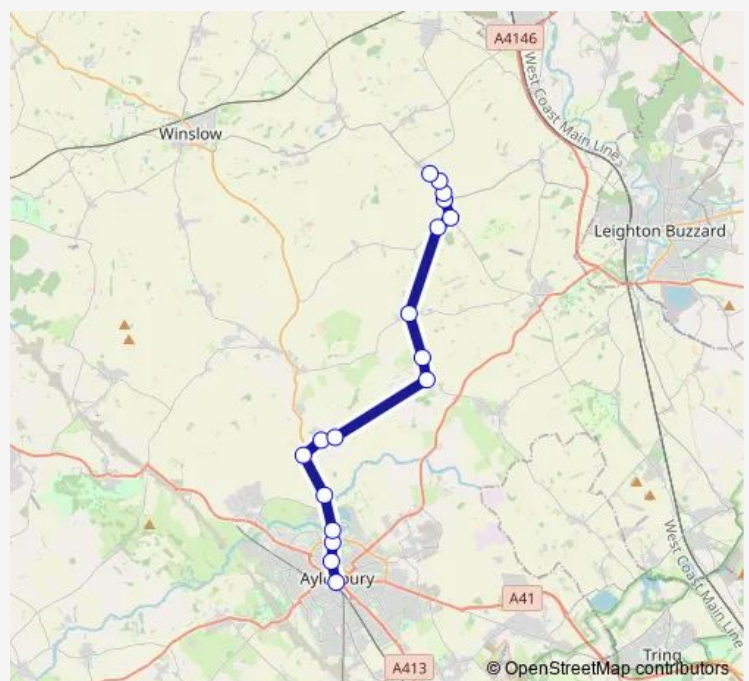 A4146
West Coast Main Line
Winslow
Leighton Buzzard
Aylesbury
A41
West Coast Main Line
Tring
A413
© OpenStreetMap contributors